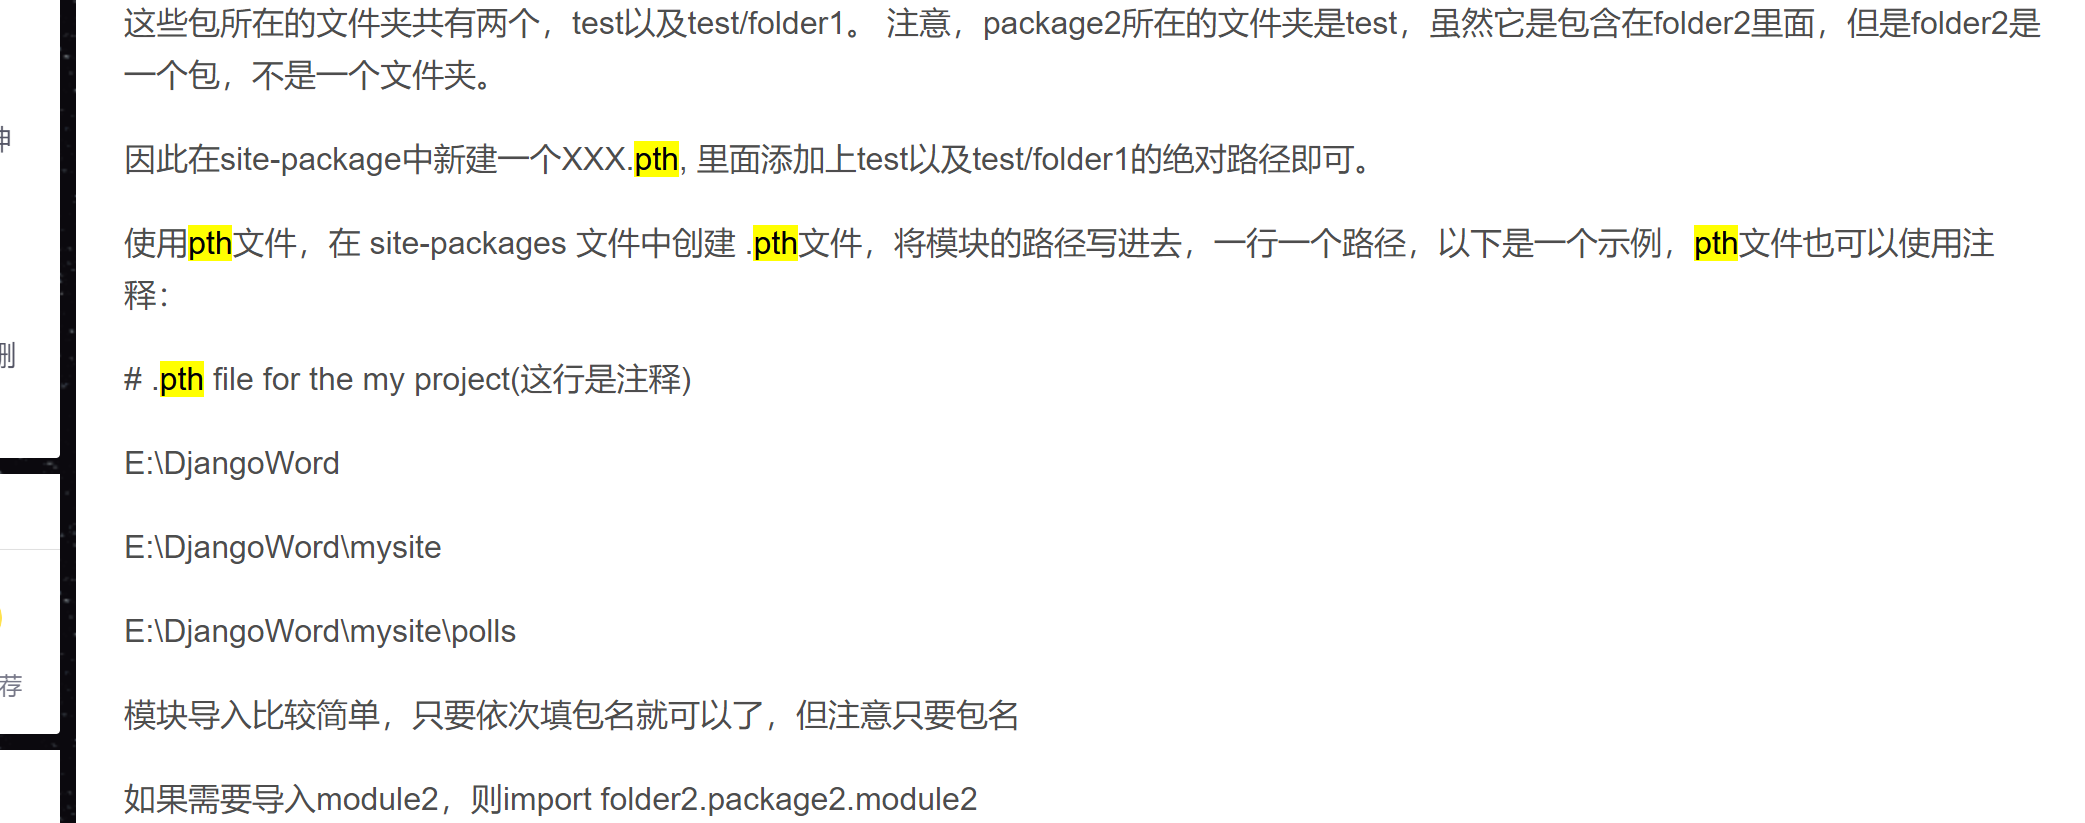 这些包所在的文件夹共有两个，test以及test/folder1。 注意，package2所在的文件夹是test，虽然它是包含在folder2里面，但是folder2是
一个包，不是一个文件夹。
因此在site-package中新建一个XXX.pth, 里面添加上test以及test/folder1的绝对路径即可。
使用pth文件，在 site-packages 文件中创建 .pth文件，将模块的路径写进去，一行一个路径，以下是一个示例，pth文件也可以使用注
释：
# .pth file for the my project(这行是注释)
E:\DjangoWord
E:\DjangoWord\mysite
E:\DjangoWord\mysite\polls
模块导入比较简单，只要依次填包名就可以了，但注意只要包名
如果需要导入module2，则import folder2.package2.module2
荐